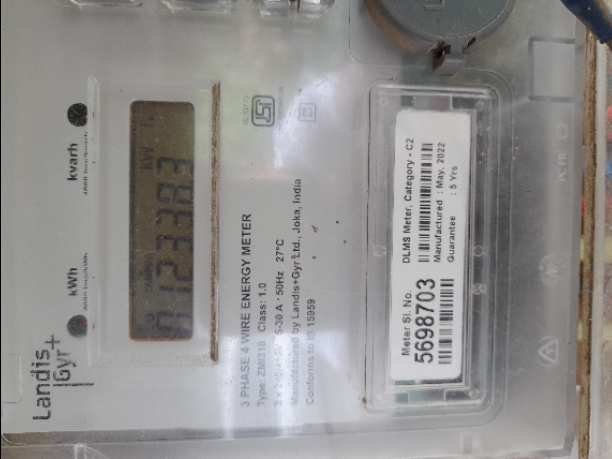 Landis
Gyr+
kWh
kvarh
kW
3 PHASE 4 WIRE ENERGY METER
Type: ZMI310 Class: 1.0
5-30 A · 50Hz 27°C
Manufactured by Landis+Gyr Ltd., Joka, India
Conforms to IS 15959
Meter Sl. No.
5698703
DLMS Meter, Category - C2
Manufactured : May, 2022
Guarantee : 5 Yrs